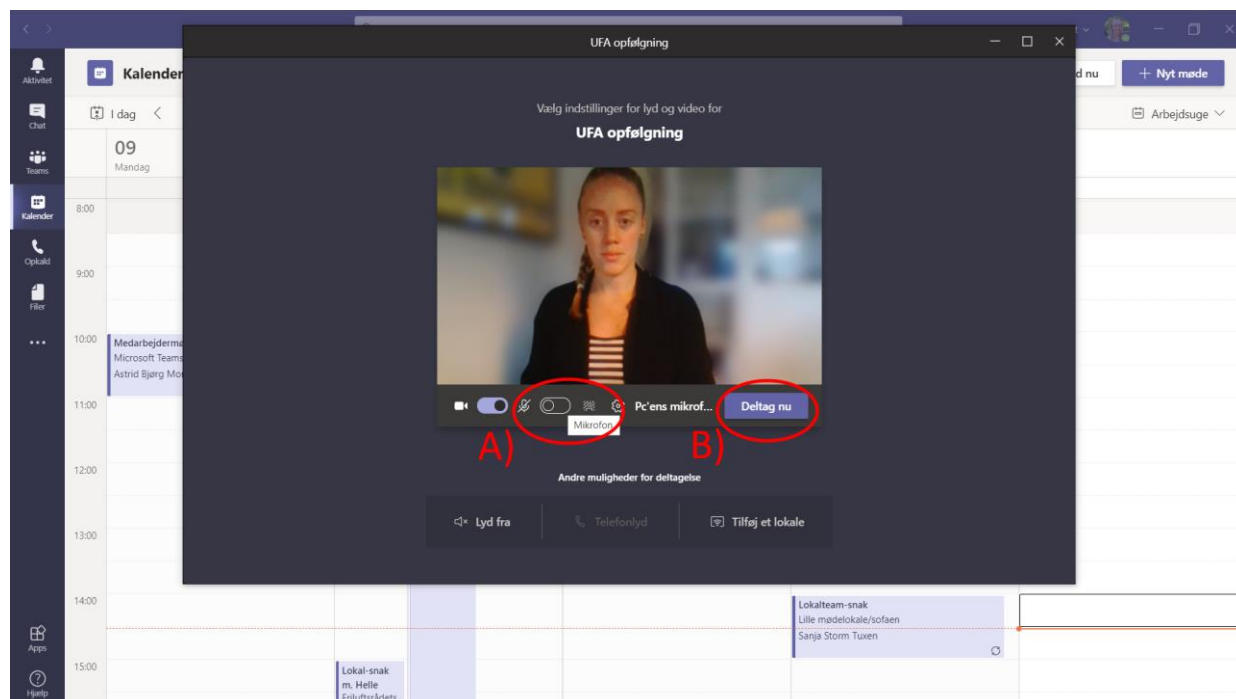 UFA opfølgning
Aktivitet
Chat
Teams
Kalender
Opkald
Filer
Apps
Hjælp
Kalender
d nu
+ Nyt møde
I dag
Arbejdsuge
Vælg indstillinger for lyd og video for
UFA opfølgning
09
Mandag
8:00
9:00
10:00
11:00
12:00
13:00
14:00
15:00
Medarbejdermø
Microsoft Teams
Astrid Bjørg Mo
Pc'ens mikrof...
Deltag nu
Mikrofon
A)
B)
Andre muligheder for deltagelse
Lyd fra
Telefonlyd
Tilføj et lokale
Lokalteam-snak
Lille mødelokale/sofaen
Sanja Storm Tuxen
Lokal-snak
m. Helle
Friluftsrådets